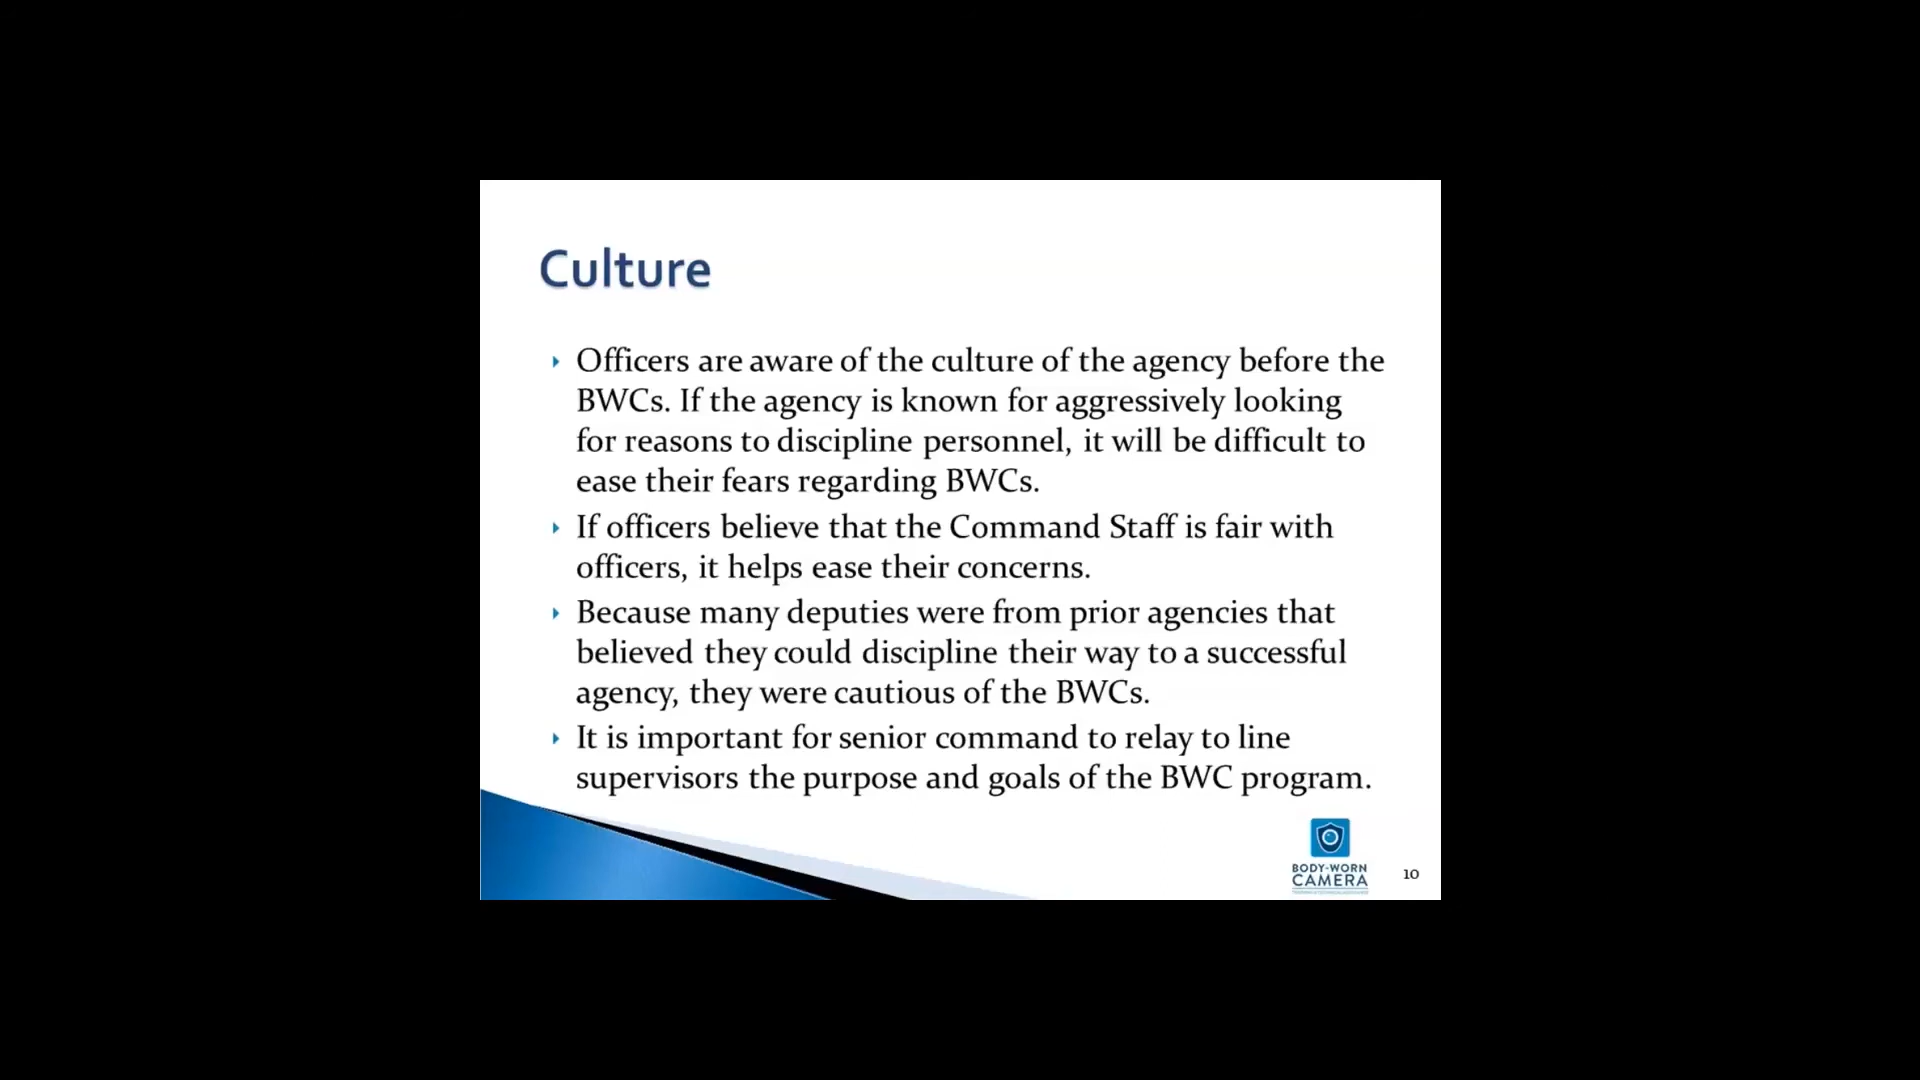 Culture
Officers are aware of the culture of the agency before the
BWCs. If the agency is known for aggressively looking
for reasons to discipline personnel, it will be difficult to
ease their fears regarding BWCs.
If officers believe that the Command Staff is fair with
officers, it helps ease their concerns.
Because many deputies were from prior agencies that
believed they could discipline their way to a successful
agency, they were cautious of the BWCs.
It is important for senior command to relay to line
supervisors the purpose and goals of the BWC program.
BODY-WORN
CAMERA
10